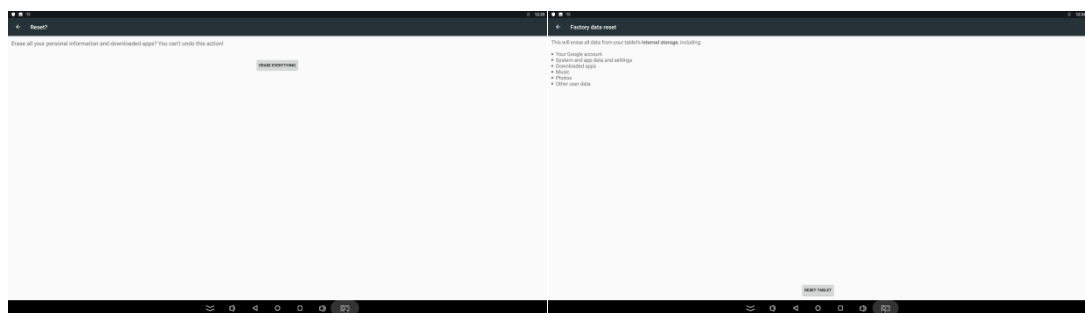 Reset?
Erase all your personal information and downloaded apps? You can't undo this action!
ERASE EVERYTHING
Factory data reset
This will erase all data from your tablet's internal storage, including:
• Your Google account
• System and app data and settings
• Downloaded apps
• Music
• Photos
• Other user data
RESET TABLET